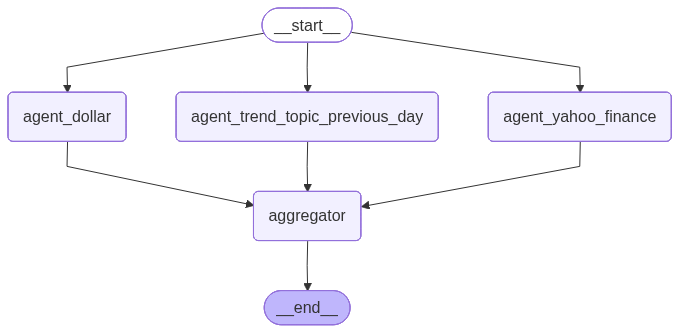 __start__
agent_dollar
agent_trend_topic_previous_day
agent_yahoo_finance
aggregator
__end__